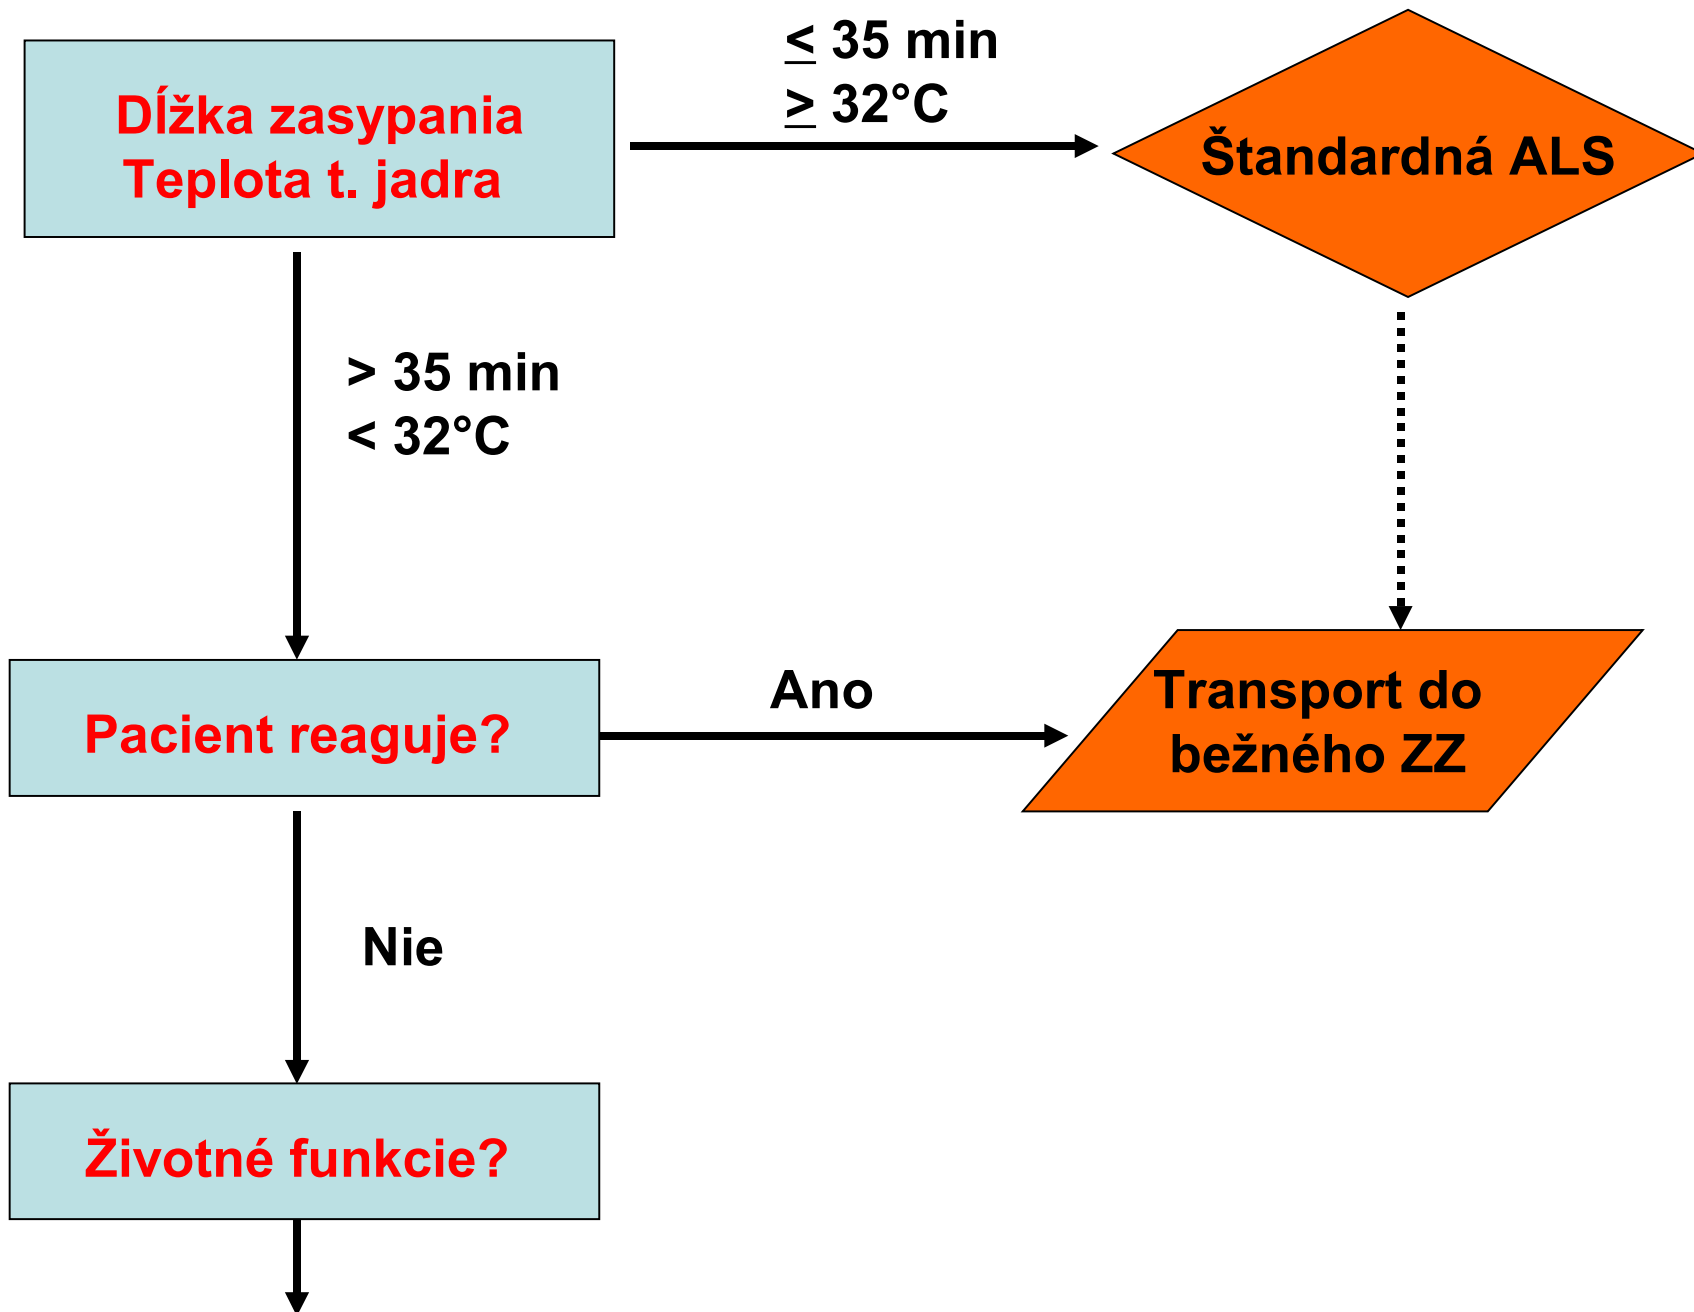 Dĺžka zasypania
Teplota t. jadra
≤ 35 min
≥ 32°C
Štandardná ALS
> 35 min
< 32°C
Pacient reaguje?
Ano
Transport do
bežného ZZ
Nie
Životné funkcie?